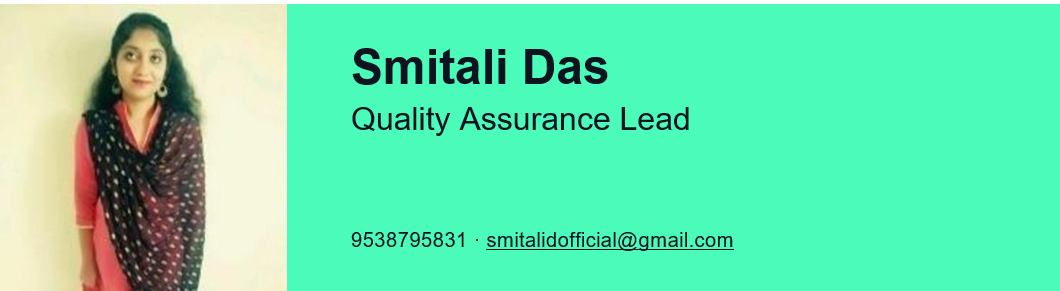 Smitali Das
Quality Assurance Lead
9538795831 · smitalidofficial@gmail.com